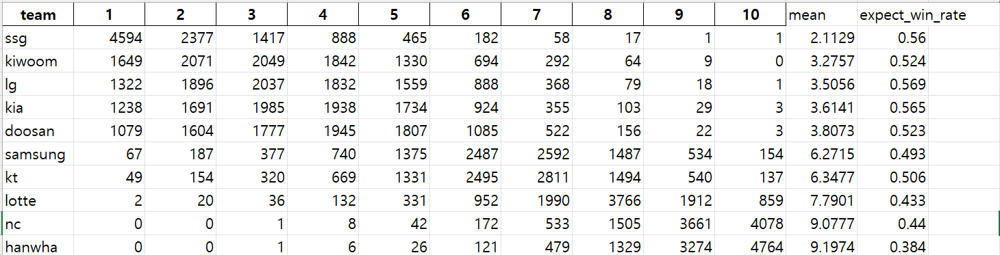 team 1 2 3 4 5 6 7 8 9 10 mean expect_win_rate
ssg 4594 2377 1417 888 465 182 58 17 1 1 2.1129 0.56
kiwoom 1649 2071 2049 1842 1330 694 292 64 9 0 3.2757 0.524
lg 1322 1896 2037 1832 1559 888 368 79 18 1 3.5056 0.569
kia 1238 1691 1985 1938 1734 924 355 103 29 3 3.6141 0.565
doosan 1079 1604 1777 1945 1807 1085 522 156 22 3 3.8073 0.523
samsung 67 187 377 740 1375 2487 2592 1487 534 154 6.2715 0.493
kt 49 154 320 669 1331 2495 2811 1494 540 137 6.3477 0.506
lotte 2 20 36 132 331 952 1990 3766 1912 859 7.7901 0.433
nc 0 0 1 8 42 172 533 1505 3661 4078 9.0777 0.44
hanwha 0 0 1 6 26 121 479 1329 3274 4764 9.1974 0.384